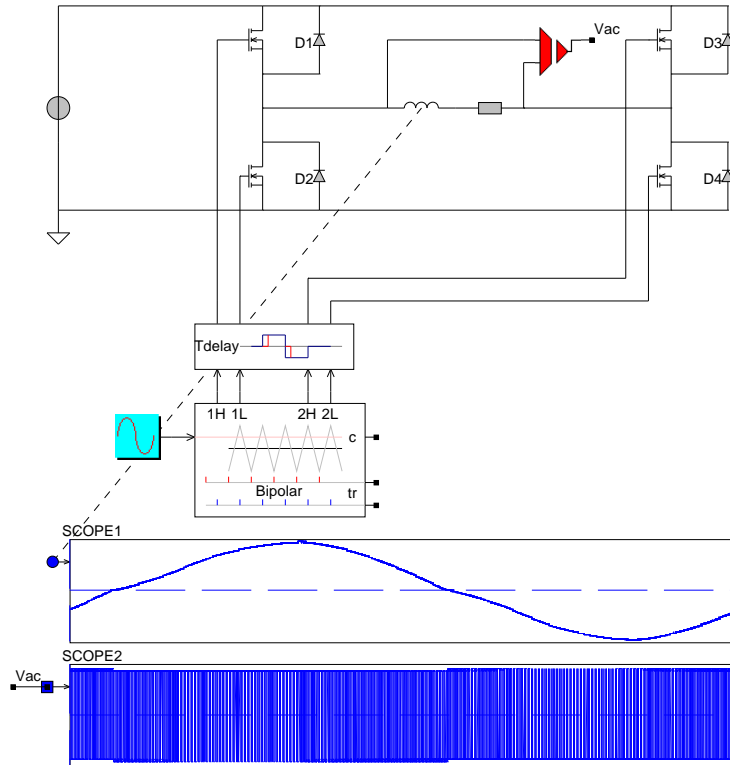 Vac
D1
D3
D2
D4
Tdelay
1H 1L 2H 2L
c
Bipolar
tr
SCOPE1
SCOPE2
Vac